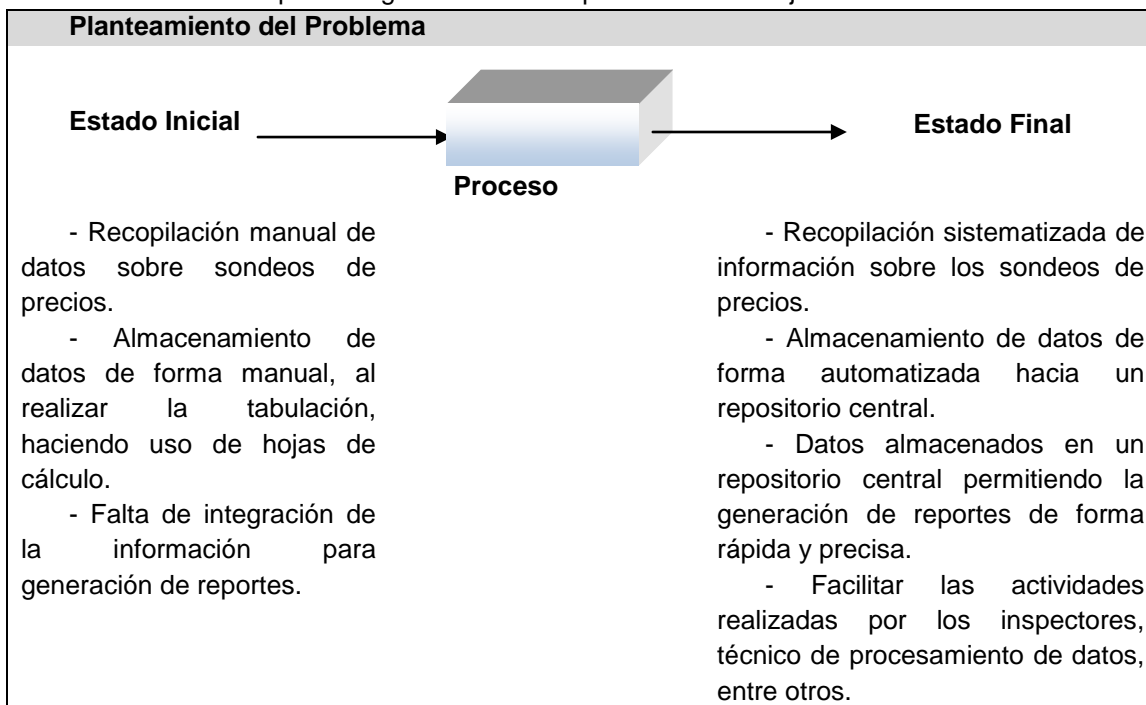 Planteamiento del Problema
Estado Inicial
Estado Final
Proceso
- Recopilación manual de
datos sobre sondeos de
precios.
- Almacenamiento de
datos de forma manual, al
realizar la tabulación,
haciendo uso de hojas de
cálculo.
- Falta de integración de
la información para
generación de reportes.
- Recopilación sistematizada de
información sobre los sondeos de
precios.
- Almacenamiento de datos de
forma automatizada hacia un
repositorio central.
- Datos almacenados en un
repositorio central permitiendo la
generación de reportes de forma
rápida y precisa.
- Facilitar las actividades
realizadas por los inspectores,
técnico de procesamiento de datos,
entre otros.